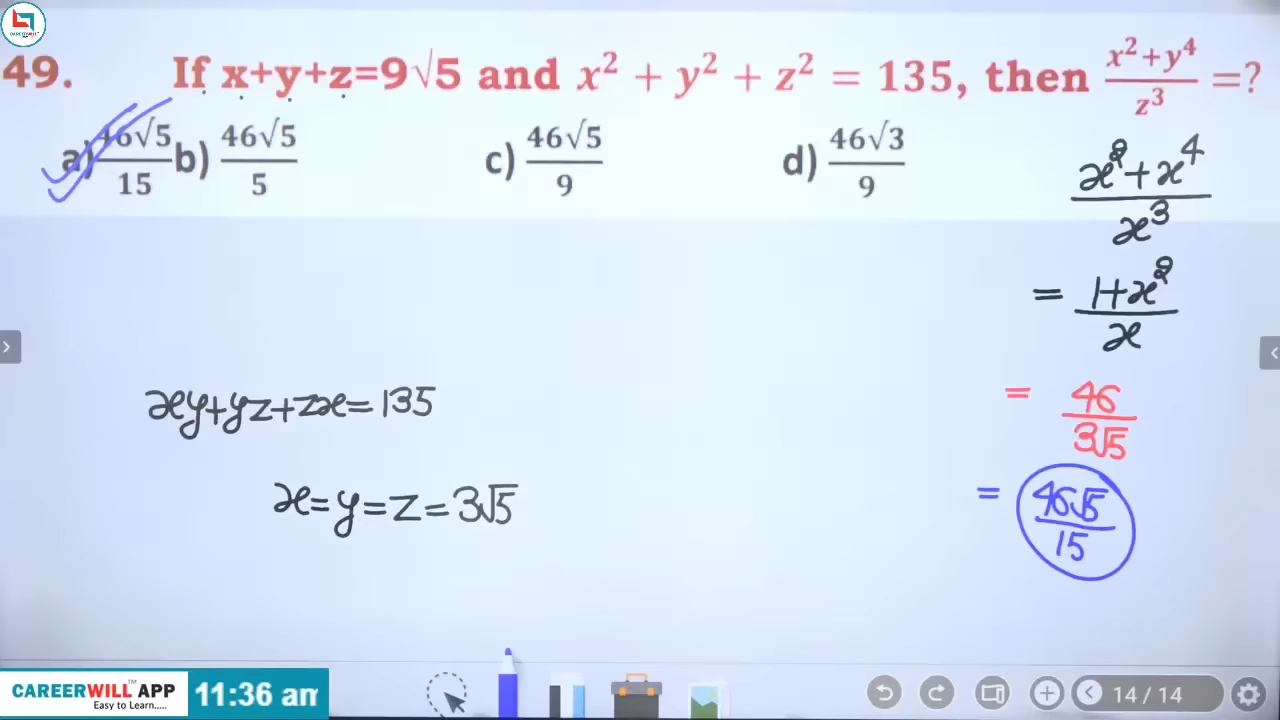 49. If x+y+z=9√5 and x² + y² + z² = 135, then (x²+y⁴)/z³ =?
a) 46√5/15 b) 46√5/5 c) 46√5/9 d) 46√3/9
(x²+x⁴)/x³
= (1+x²)/x
xy+yz+zx=135
= 46/3√5
x=y=z=3√5
= 46√5/15
CAREERWILL™ APP
Easy to Learn.....
11:36 am
14 / 14